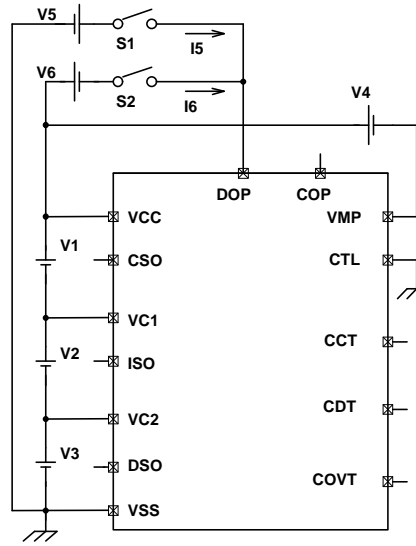 V5
S1
I5
V6
S2
I6
V4
DOP
COP
VCC
VMP
V1
CSO
CTL
VC1
V2
ISO
CCT
VC2
CDT
V3
DSO
COVT
VSS